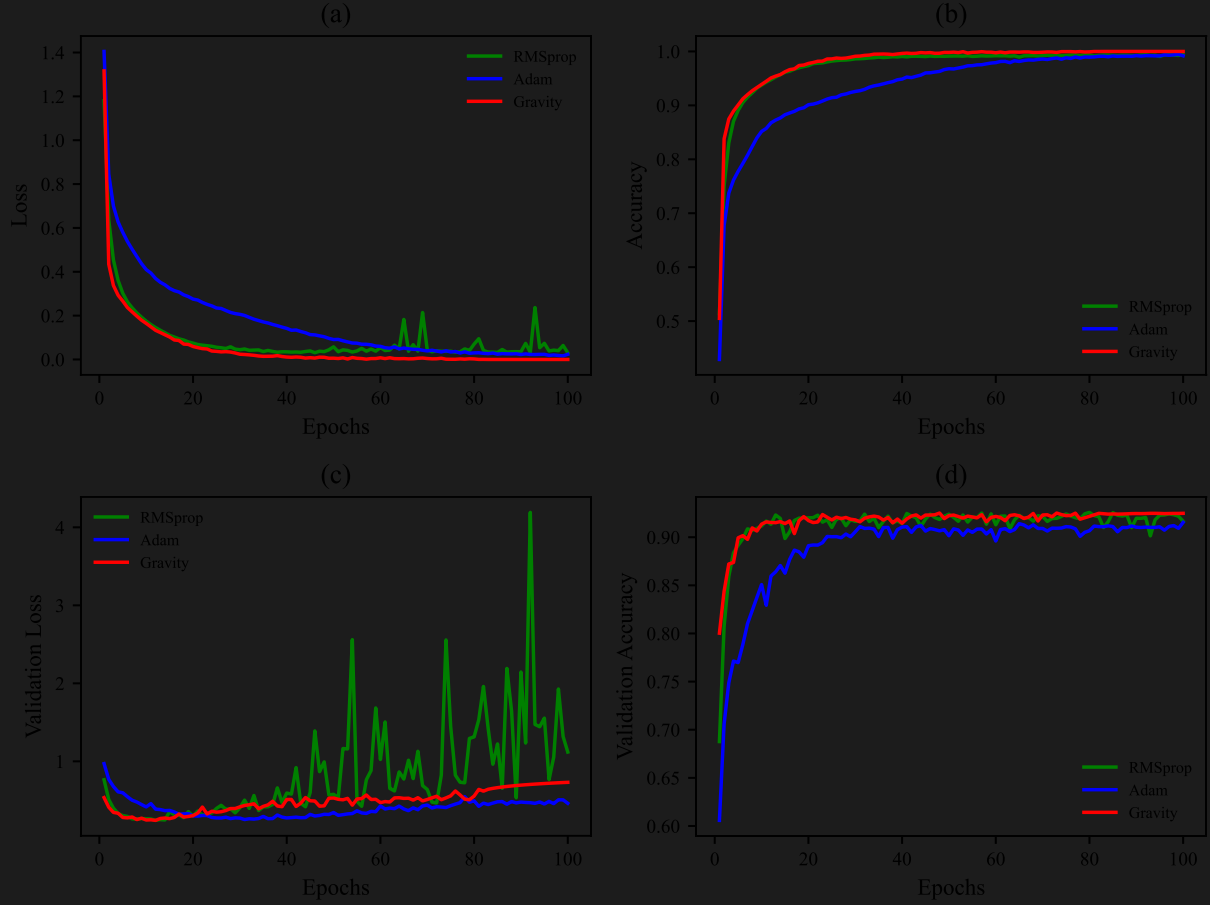 (a)
Loss
1.4
1.2
1.0
0.8
0.6
0.4
0.2
0.0
RMSprop
Adam
Gravity
0 20 40 60 80 100
Epochs
(b)
Accuracy
1.0
0.9
0.8
0.7
0.6
0.5
RMSprop
Adam
Gravity
0 20 40 60 80 100
Epochs
(c)
Validation Loss
4
3
2
1
RMSprop
Adam
Gravity
0 20 40 60 80 100
Epochs
(d)
Validation Accuracy
0.90
0.85
0.80
0.75
0.70
0.65
0.60
RMSprop
Adam
Gravity
0 20 40 60 80 100
Epochs